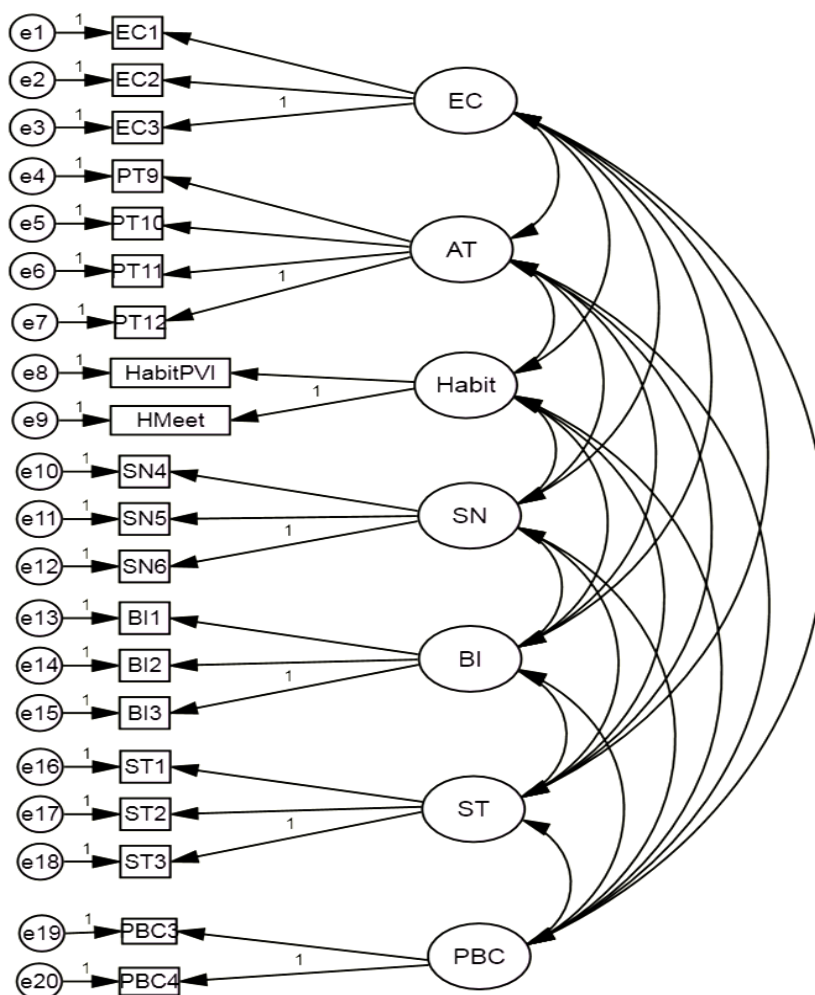 e1 1 EC1
e2 1 EC2 EC
e3 1 EC3 1
e4 1 PT9
e5 1 PT10 AT
e6 1 PT11
e7 1 PT12 1
e8 1 HabitPVI Habit
e9 1 HMeet 1
e10 1 SN4
e11 1 SN5 SN
e12 1 SN6 1
e13 1 BI1
e14 1 BI2 BI
e15 1 BI3 1
e16 1 ST1
e17 1 ST2 ST
e18 1 ST3 1
e19 1 PBC3
PBC
e20 1 PBC4 1